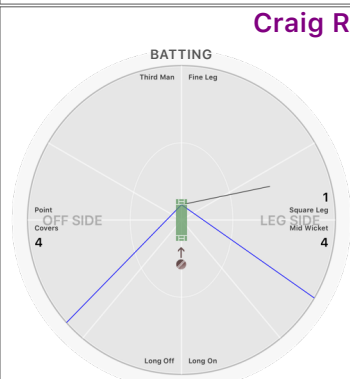 Craig R
BATTING
Third Man Fine Leg
1
Point Square Leg
OFF SIDE LEG SIDE
Covers Mid Wicket
4 4
Long Off Long On